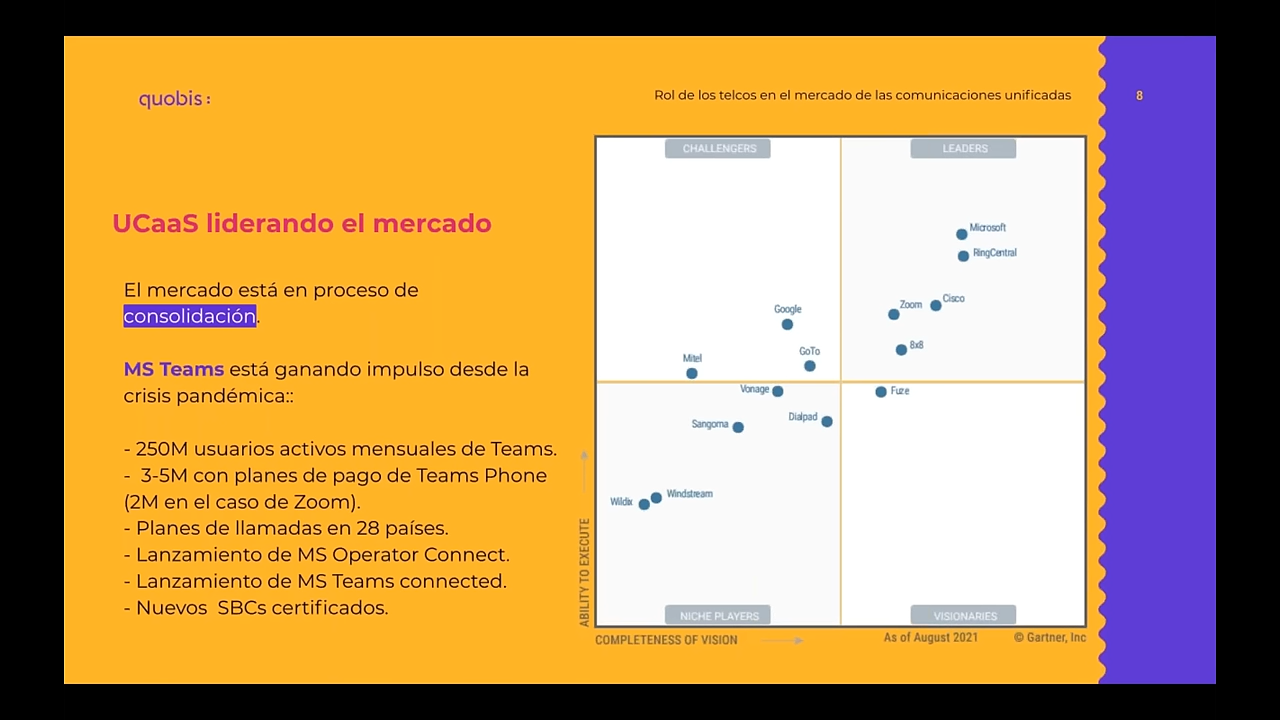 quobis:
Rol de los telcos en el mercado de las comunicaciones unificadas
8
UCaaS liderando el mercado
El mercado está en proceso de
consolidación.
MS Teams está ganando impulso desde la
crisis pandémica::
- 250M usuarios activos mensuales de Teams.
-  3-5M con planes de pago de Teams Phone
(2M en el caso de Zoom).
- Planes de llamadas en 28 países.
- Lanzamiento de MS Operator Connect.
- Lanzamiento de MS Teams connected.
- Nuevos  SBCs certificados.
CHALLENGERS
LEADERS
Microsoft
RingCentral
Cisco
Zoom
Google
8x8
GoTo
Mitel
Vonage
Fuze
Dialpad
Sangoma
Windstream
Wildix
NICHE PLAYERS
VISIONARIES
ABILITY TO EXECUTE
COMPLETENESS OF VISION
As of August 2021
© Gartner, Inc